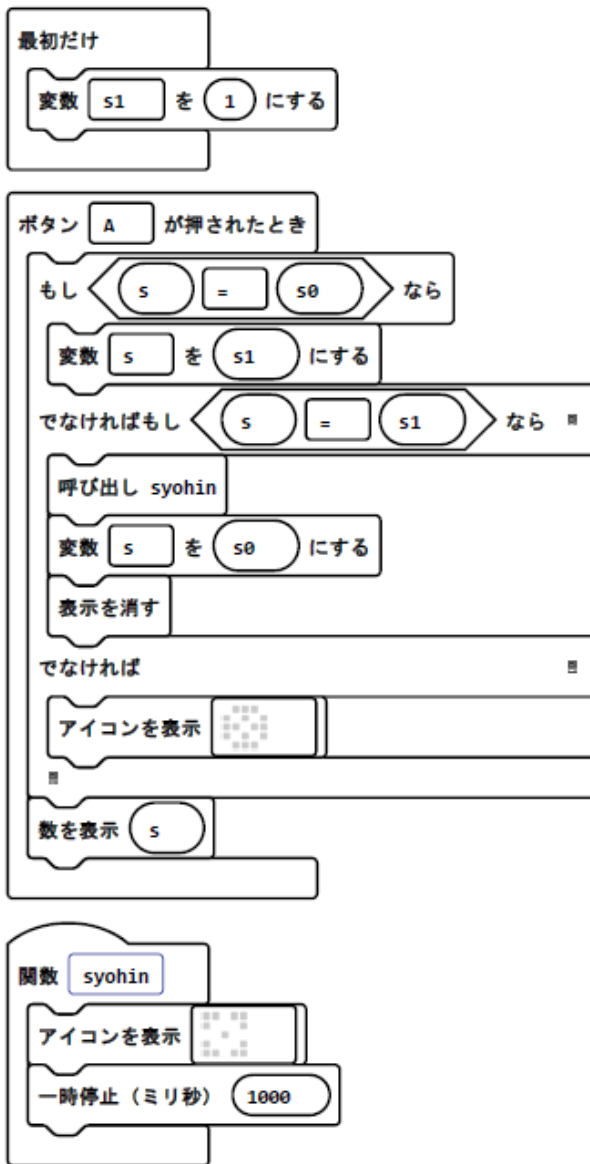 最初だけ
変数 s1 を 1 にする
ボタン A が押されたとき
もし s = s0 なら
変数 s を s1 にする
でなければもし s = s1 なら
呼び出し syohin
変数 s を s0 にする
表示を消す
でなければ
アイコンを表示
数を表示 s
関数 syohin
アイコンを表示
一時停止（ミリ秒） 1000